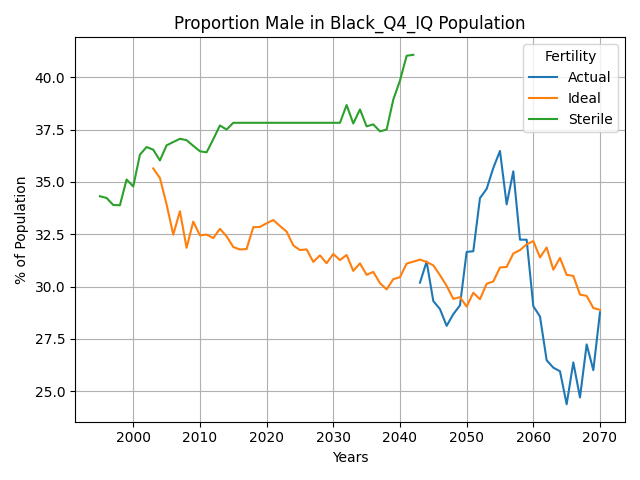 Proportion Male in Black_Q4_IQ Population
% of Population
40.0
37.5
35.0
32.5
30.0
27.5
25.0
Fertility
Actual
Ideal
Sterile
2000 2010 2020 2030 2040 2050 2060 2070
Years